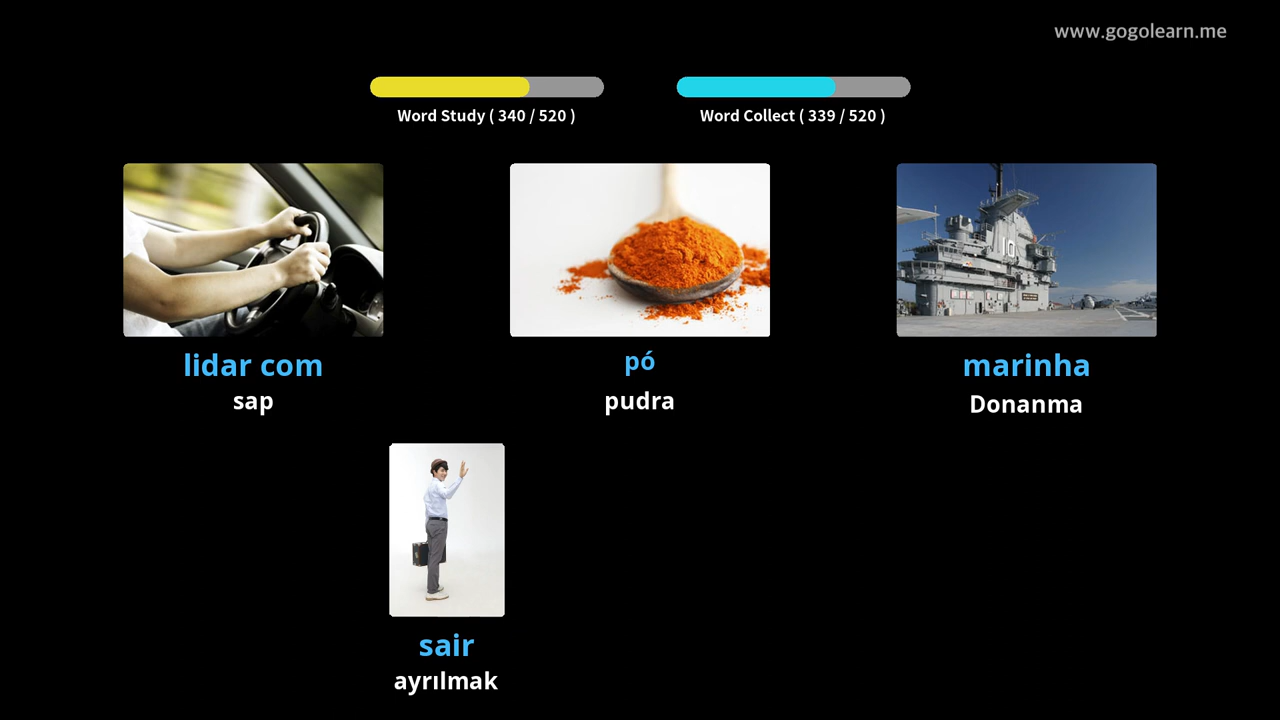 www.gogolearn.me
Word Study ( 340 / 520 )
Word Collect ( 339 / 520 )
lidar com
sap
pó
pudra
marinha
Donanma
16
sair
ayrılmak